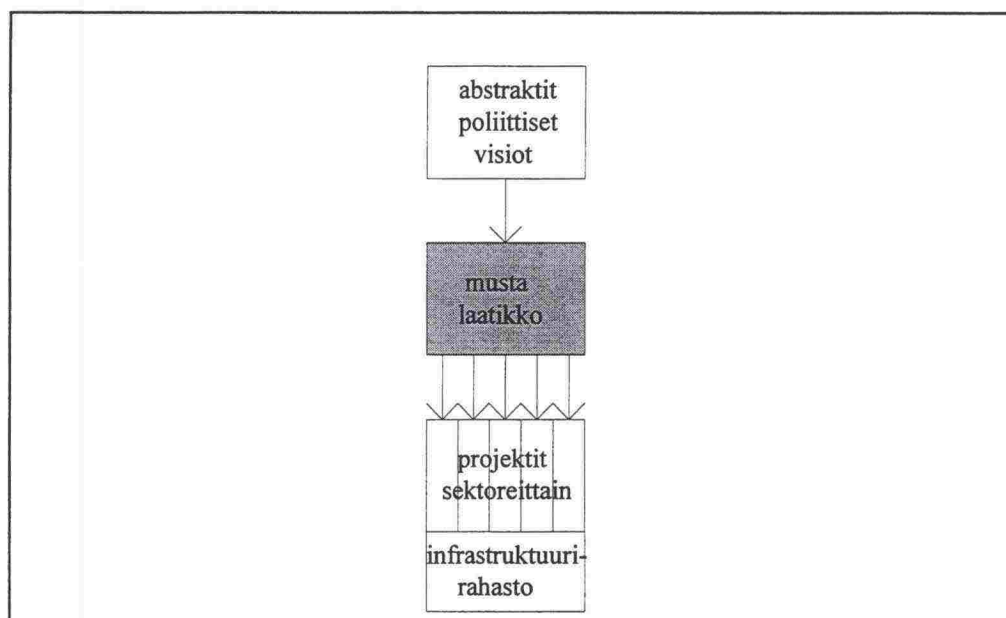 abstraktit
poliittiset
visiot
musta
laatikko
projektit
sektoreittain
infrastruktuuri-
rahasto